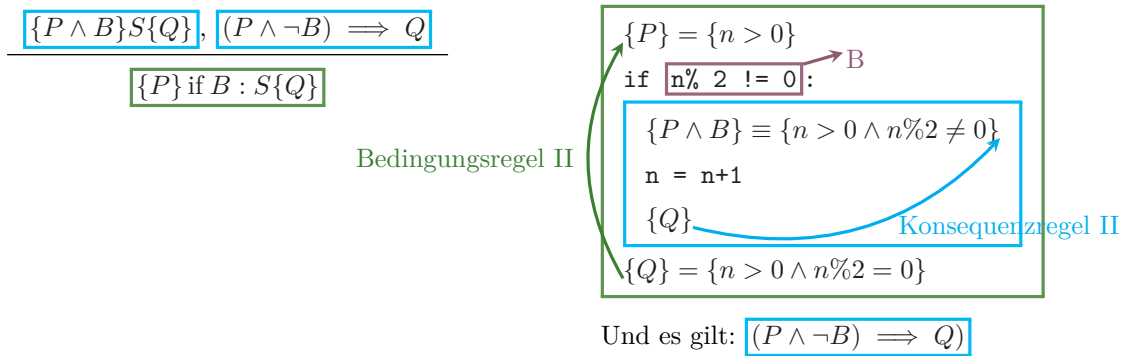 {P ∧ B}S{Q}, (P ∧ ¬B) ⟹ Q
{P} if B : S{Q}
{P} = {n > 0}
if n% 2 != 0:
B
{P ∧ B} ≡ {n > 0 ∧ n%2 ≠ 0}
Bedingungsregel II
n = n+1
{Q}
Konsequenzregel II
{Q} = {n > 0 ∧ n%2 = 0}
Und es gilt: (P ∧ ¬B) ⟹ Q)